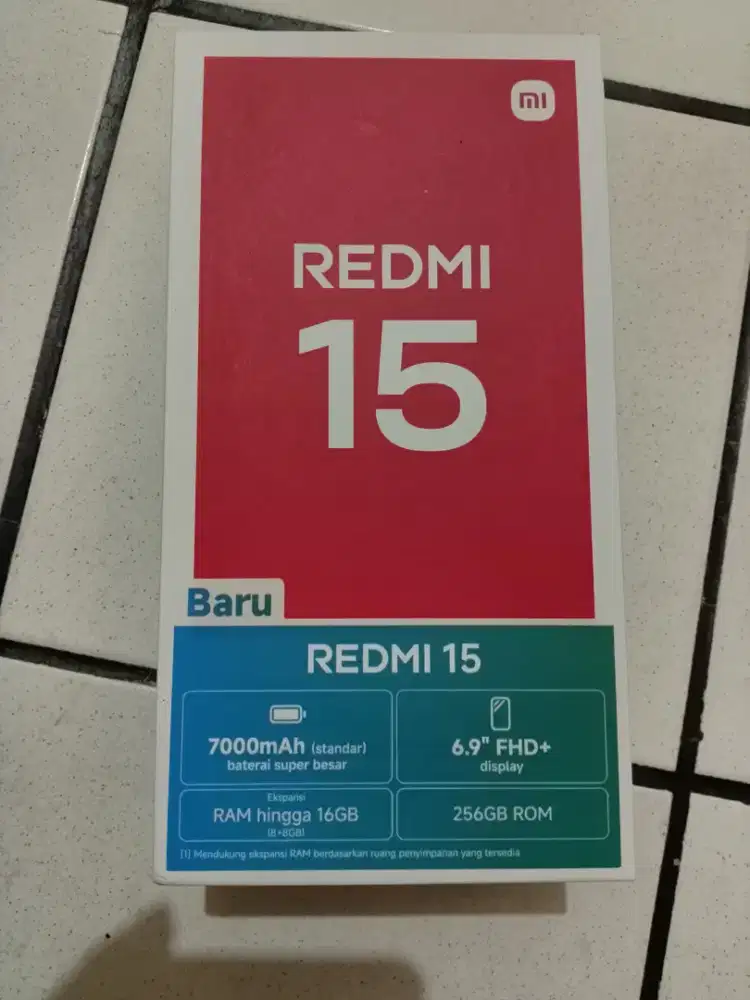 mi
REDMI
15
Baru
REDMI 15
7000mAh (standar)
baterai super besar
6.9" FHD+
display
Ekspansi
RAM hingga 16GB
(8+8GB)
256GB ROM
[1] Mendukung ekspansi RAM berdasarkan ruang penyimpanan yang tersedia